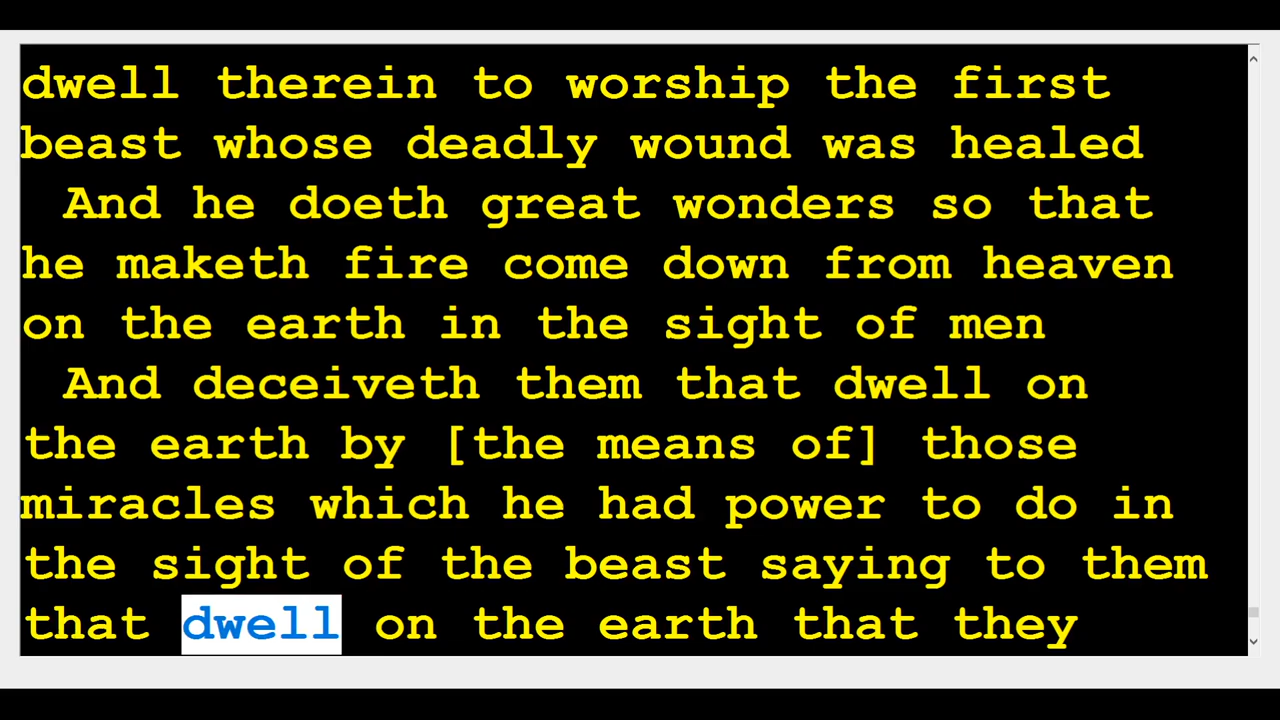 dwell therein to worship the first
beast whose deadly wound was healed
And he doeth great wonders so that
he maketh fire come down from heaven
on the earth in the sight of men
And deceiveth them that dwell on
the earth by [the means of] those
miracles which he had power to do in
the sight of the beast saying to them
that dwell on the earth that they